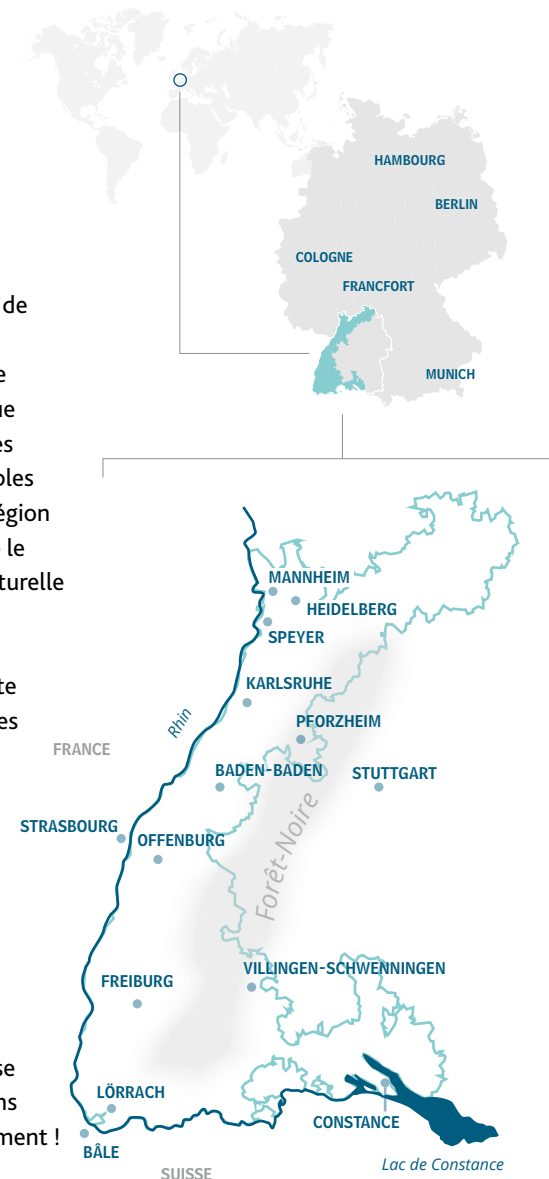 HAMBOURG
BERLIN
COLOGNE
FRANCFORT
MUNICH
de
e
ue
es
bles
égion
le
turelle
te
es
MANNHEIM
HEIDELBERG
SPEYER
KARLSRUHE
Rhin
PFORZHEIM
FRANCE
BADEN-BADEN
STUTTGART
STRASBOURG
OFFENBURG
Forêt-Noire
VILLINGEN-SCHWENNINGEN
FREIBURG
se
ns
ment !
LÖRRACH
CONSTANCE
BÂLE
Lac de Constance
SUISSE